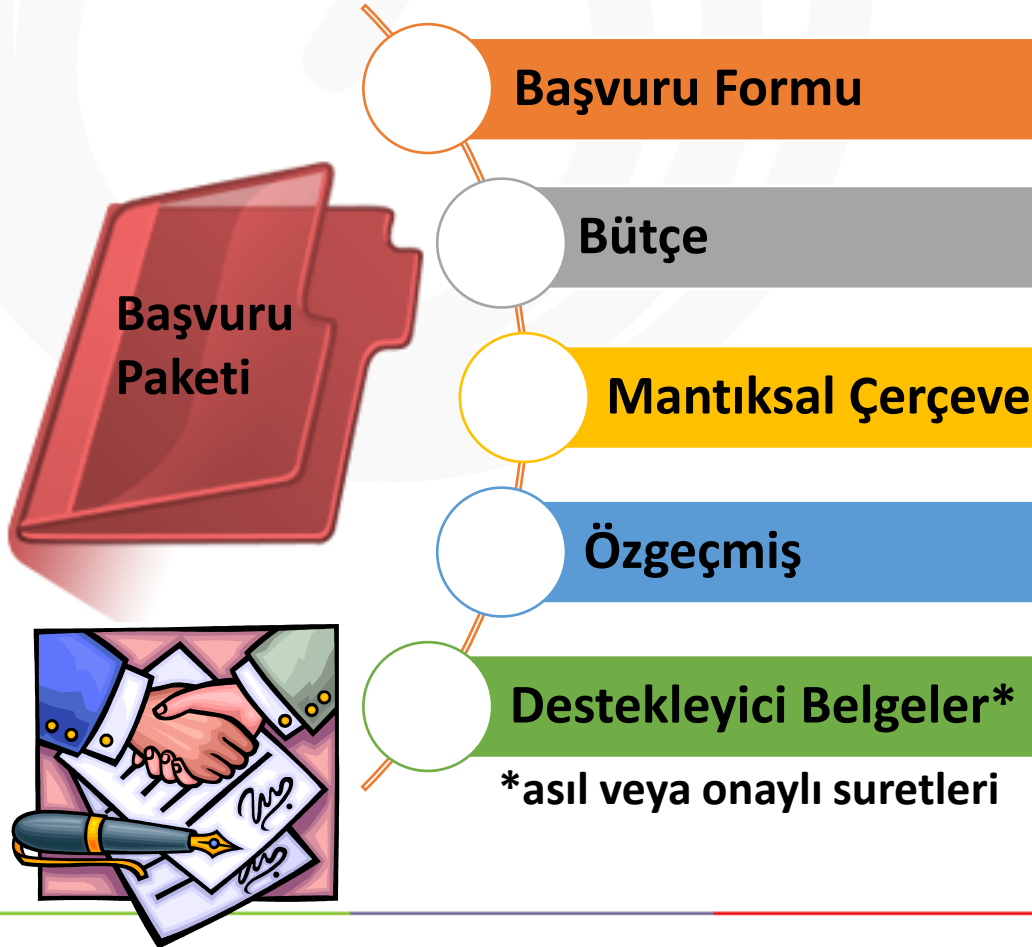 Başvuru Formu
Bütçe
Başvuru
Paketi
Mantıksal Çerçeve
Özgeçmiş
Destekleyici Belgeler*
*asıl veya onaylı suretleri